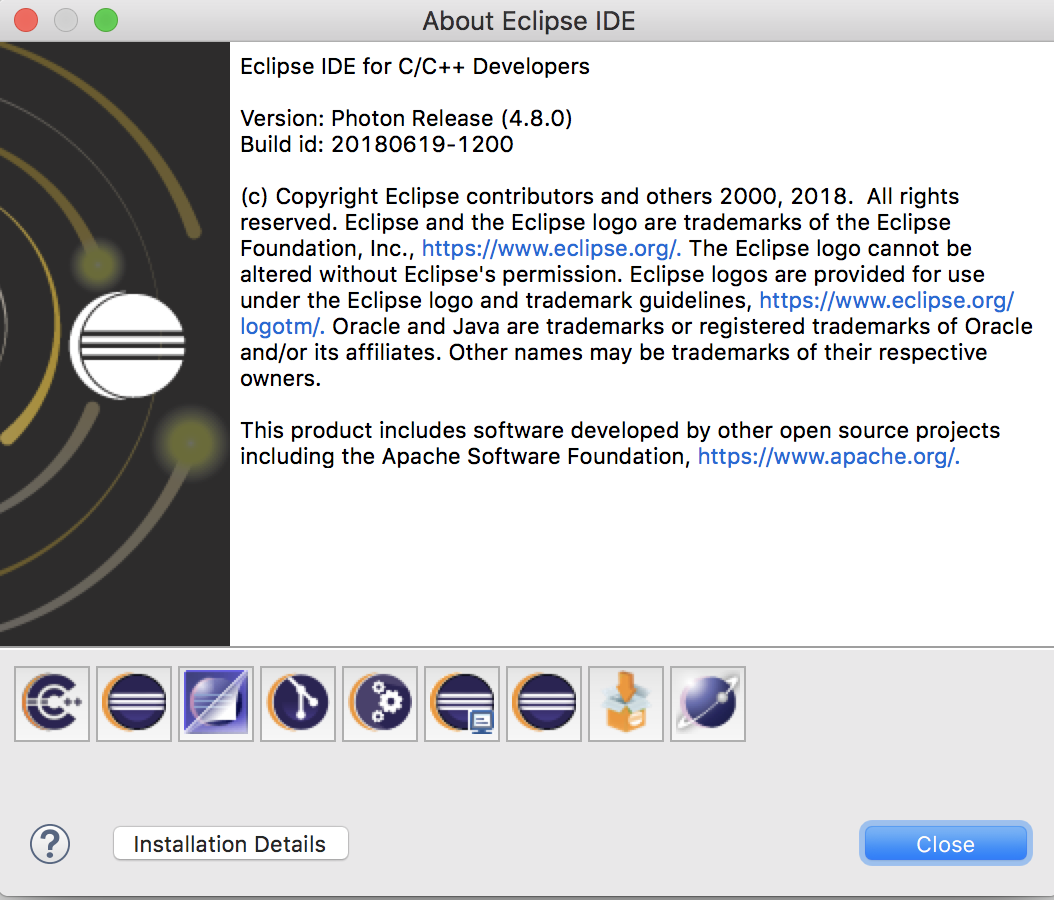 About Eclipse IDE
Eclipse IDE for C/C++ Developers
Version: Photon Release (4.8.0)
Build id: 20180619-1200
(c) Copyright Eclipse contributors and others 2000, 2018.  All rights
reserved. Eclipse and the Eclipse logo are trademarks of the Eclipse
Foundation, Inc., https://www.eclipse.org/. The Eclipse logo cannot be
altered without Eclipse's permission. Eclipse logos are provided for use
under the Eclipse logo and trademark guidelines, https://www.eclipse.org/
logotm/. Oracle and Java are trademarks or registered trademarks of Oracle
and/or its affiliates. Other names may be trademarks of their respective
owners.
This product includes software developed by other open source projects
including the Apache Software Foundation, https://www.apache.org/.
C++
?
Installation Details
Close